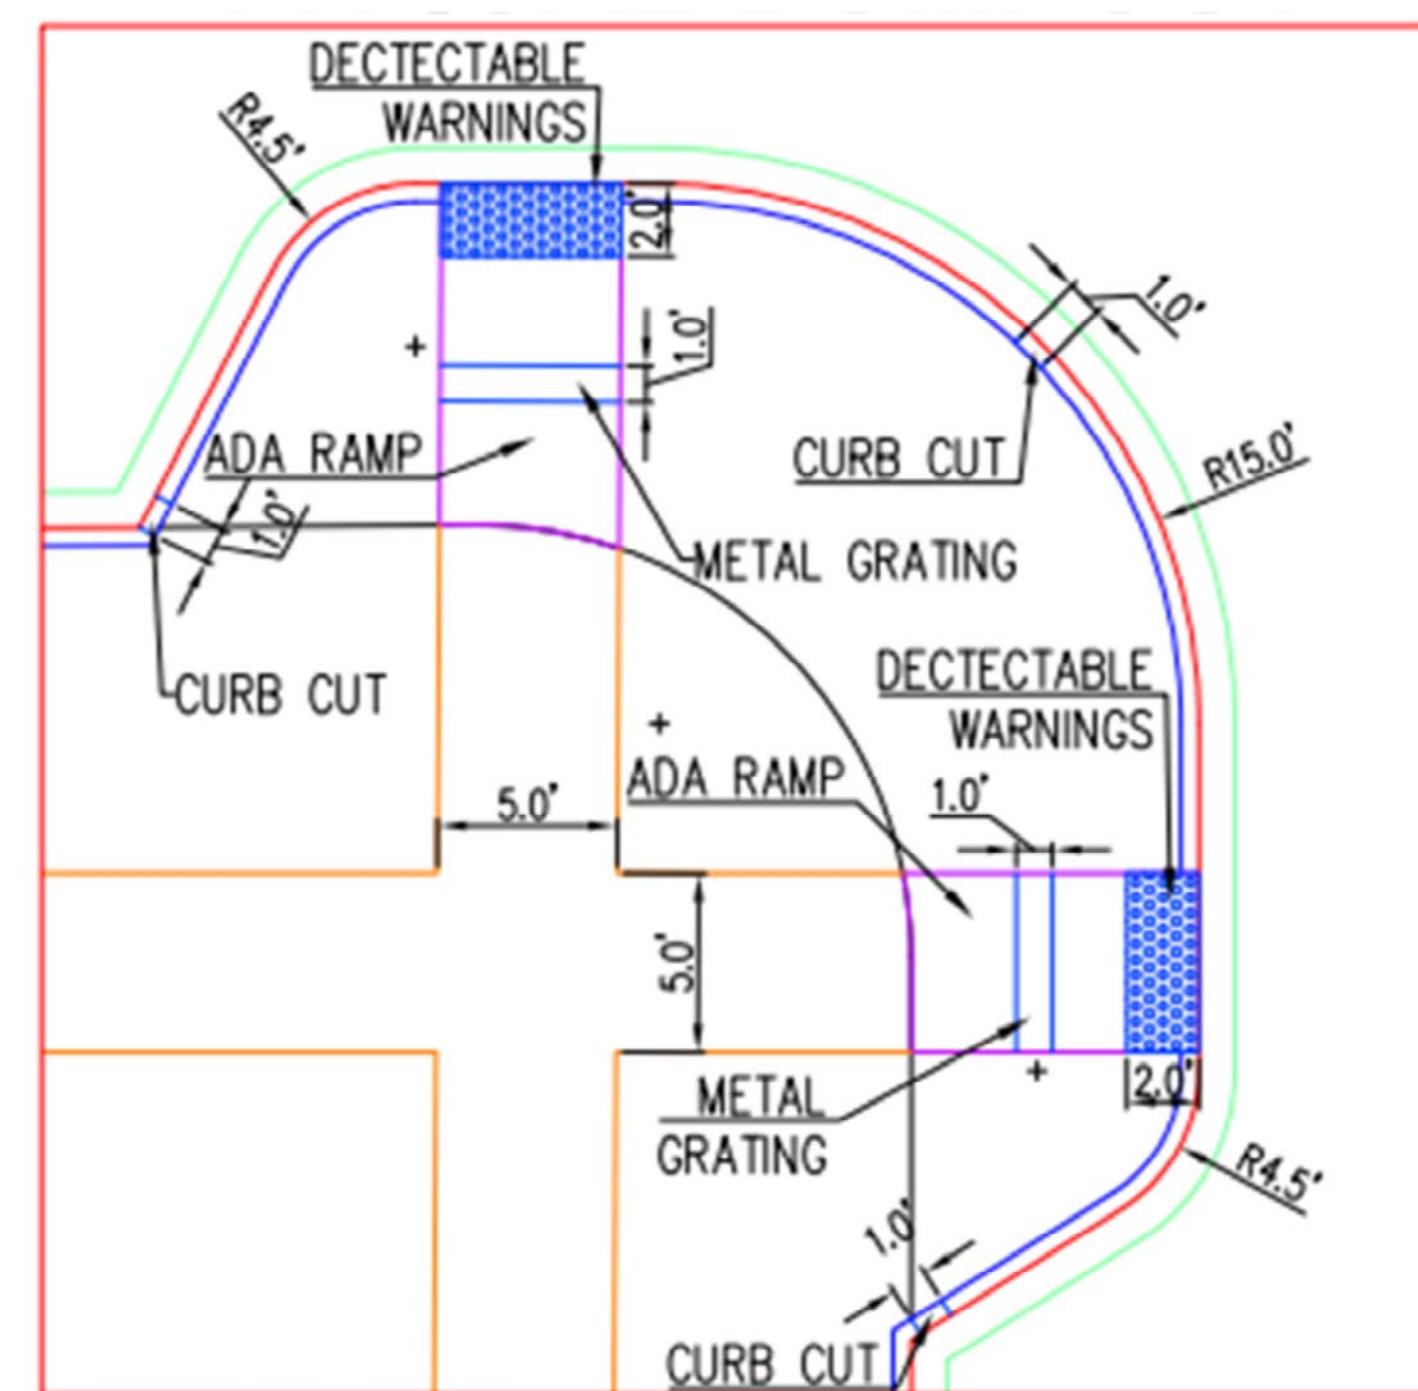 DECTECTABLE
WARNINGS
R4.5'
2.0'
1.0'
1.0'
ADA RAMP
CURB CUT
R15.0'
1.0'
METAL GRATING
CURB CUT
DECTECTABLE
WARNINGS
ADA RAMP
1.0'
5.0'
5.0'
METAL
GRATING
2.0'
R4.5'
1.0'
CURB CUT